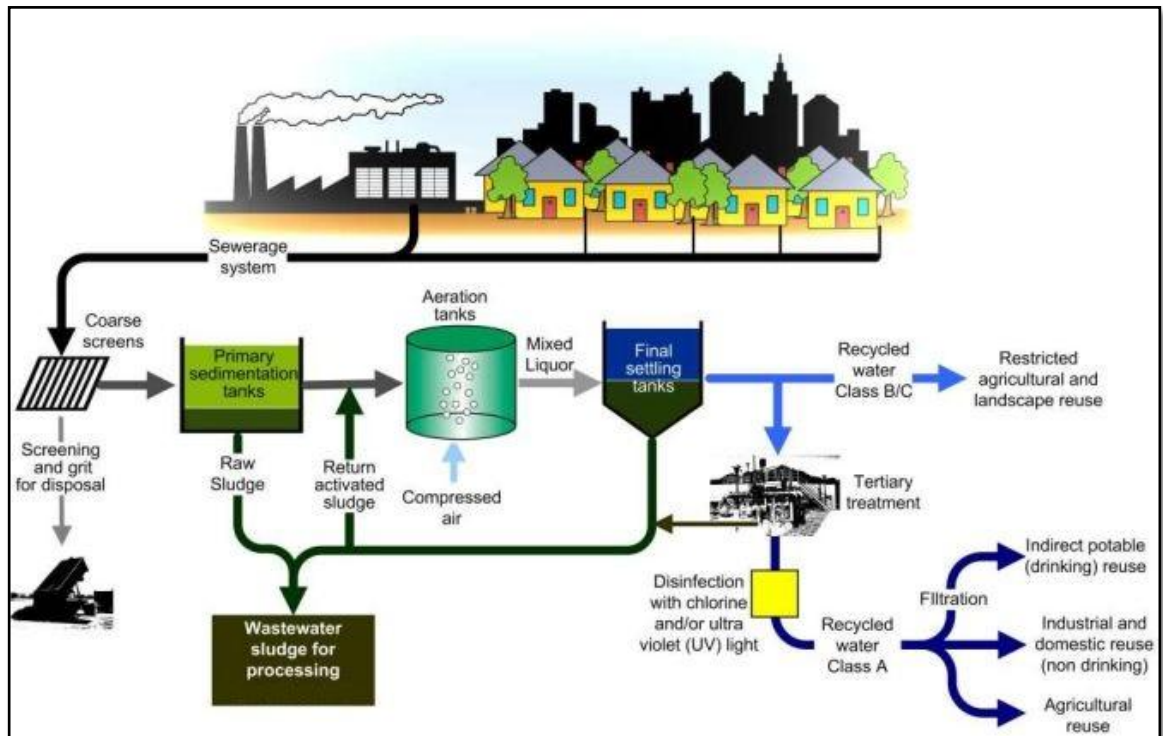 Sewerage
system
Coarse
screens
Primary
sedimentation
tanks
Aeration
tanks
Mixed
Liquor
Final
settling
tanks
Recycled
water
Class B/C
Restricted
agricultural and
landscape reuse
Screening
and grit
for disposal
Raw
Sludge
Return
activated
sludge
Compressed
air
Tertiary
treatment
Wastewater
sludge for
processing
Disinfection
with chlorine
and/or ultra
violet (UV) light
Recycled
water
Class A
FIltration
Indirect potable
(drinking) reuse
Industrial and
domestic reuse
(non drinking)
Agricultural
reuse